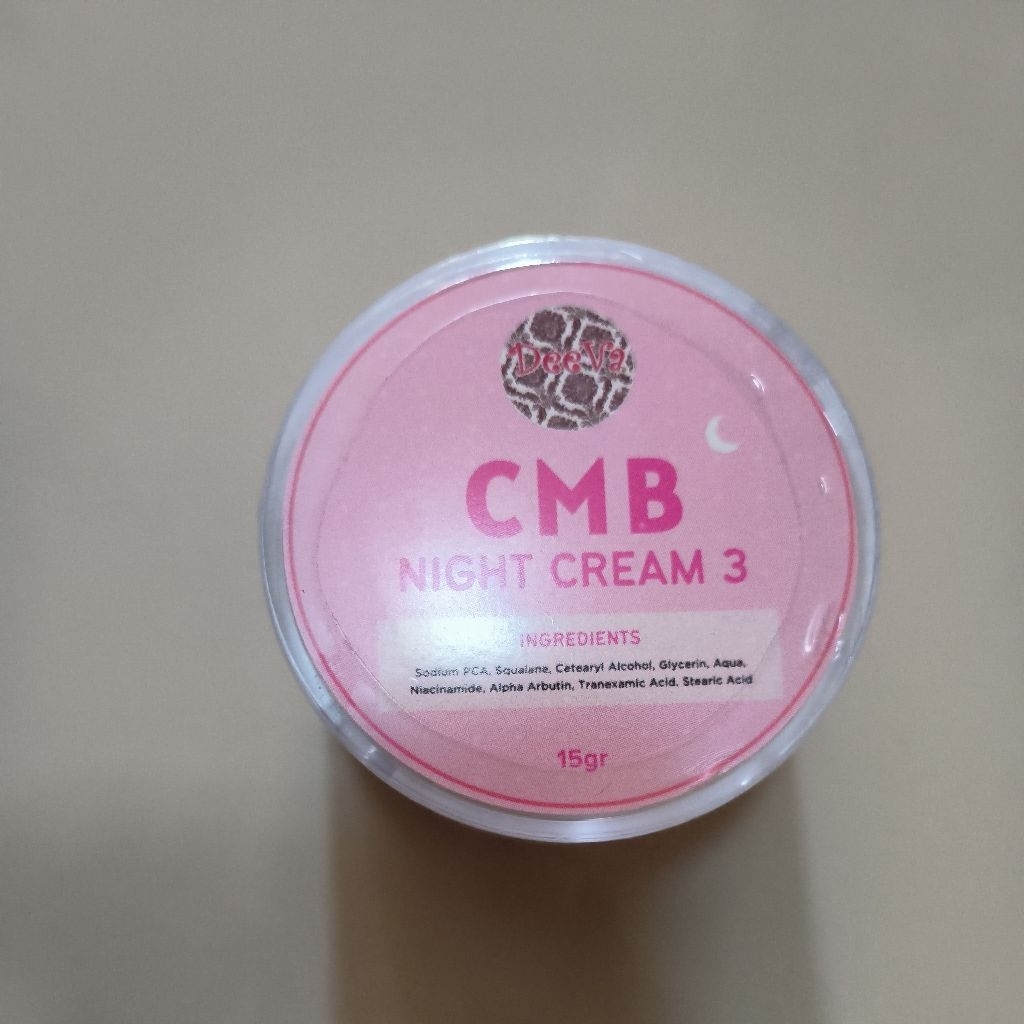 DeeVa
CMB
NIGHT CREAM 3
INGREDIENTS
Sodium PCA, Squalane, Cetearyl Alcohol, Glycerin, Aqua,
Niacinamide, Alpha Arbutin, Tranexamic Acid, Stearic Acid
15gr